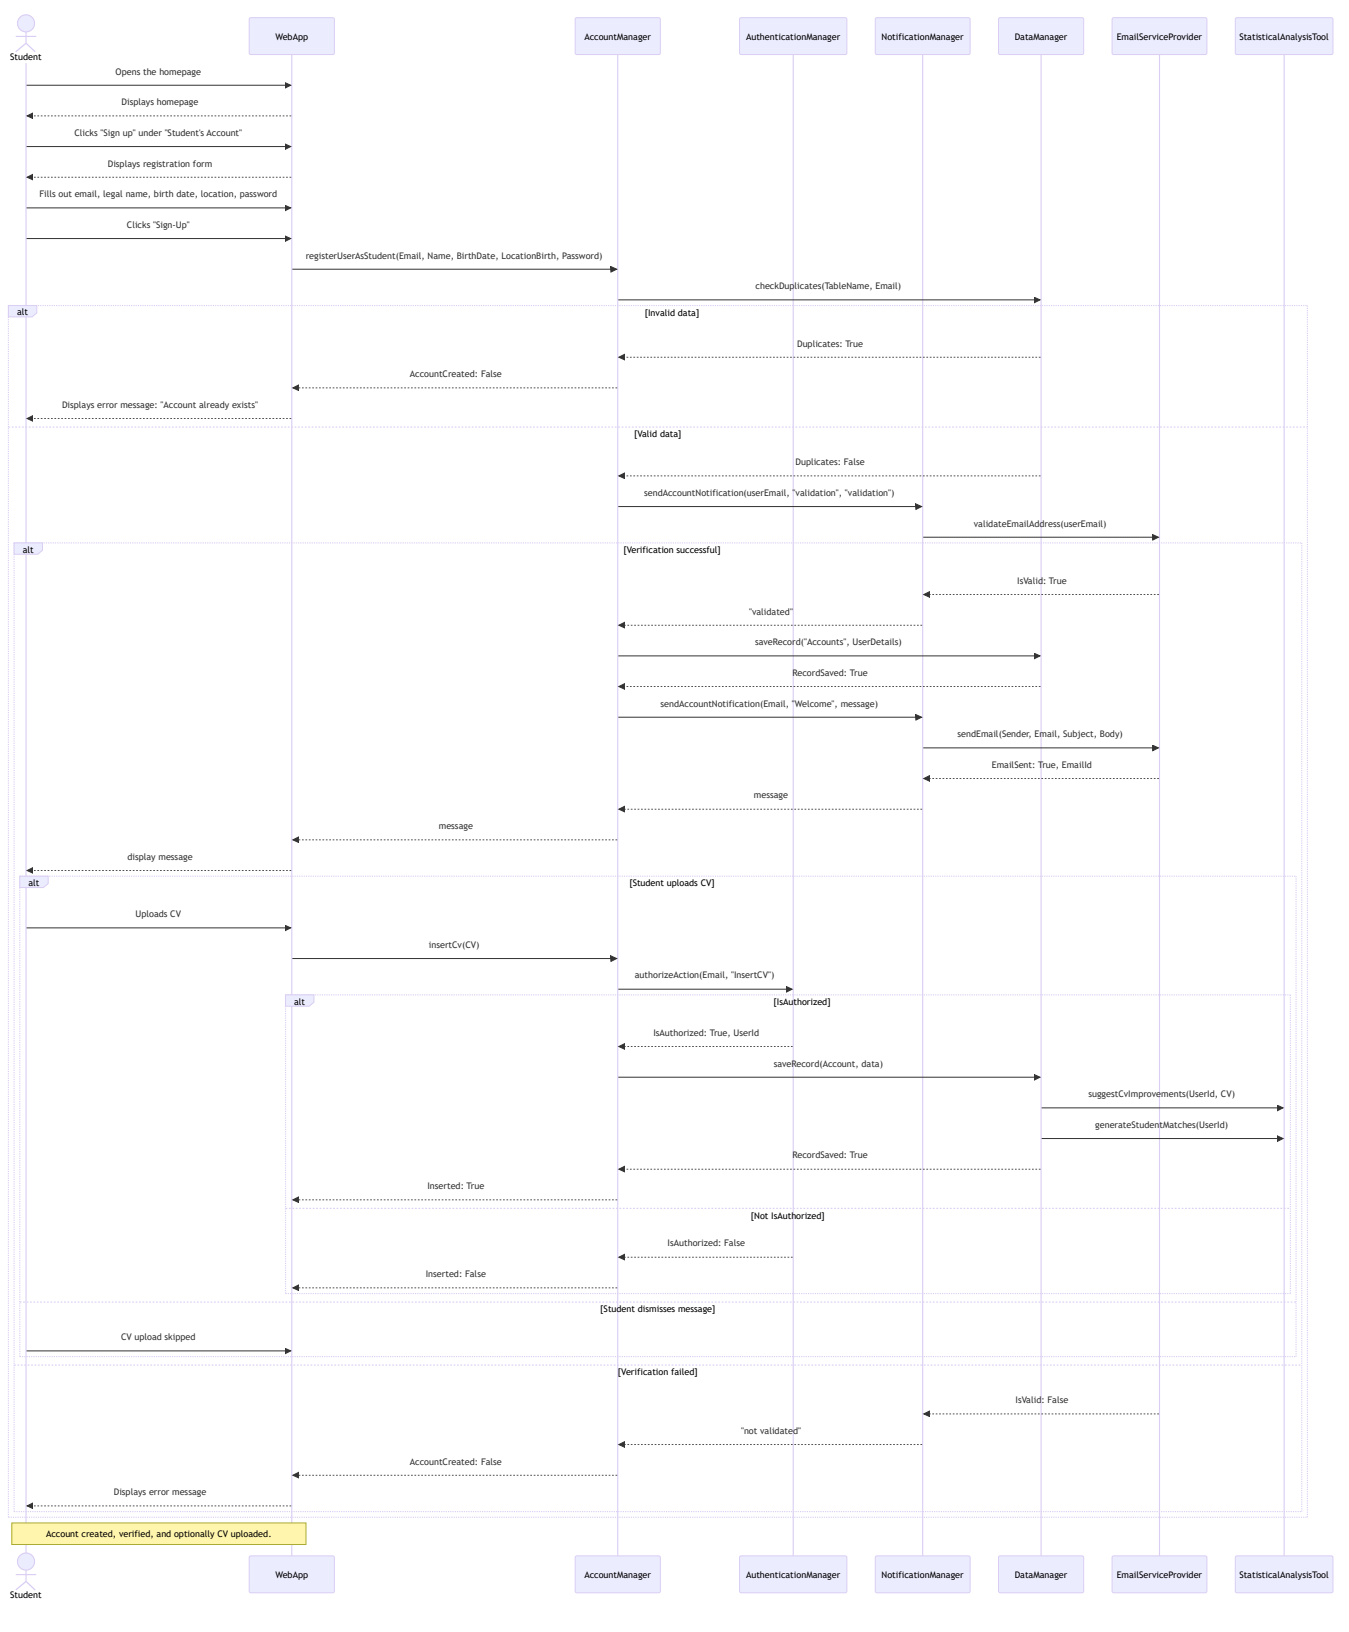 Student
WebApp
AccountManager
AuthenticationManager
NotificationManager
DataManager
EmailServiceProvider
StatisticalAnalysisTool
Opens the homepage
Displays homepage
Clicks "Sign up" under "Student's Account"
Displays registration form
Fills out email, legal name, birth date, location, password
Clicks "Sign-Up"
registerUserAsStudent(Email, Name, BirthDate, LocationBirth, Password)
checkDuplicates(TableName, Email)
alt
[Invalid data]
Duplicates: True
AccountCreated: False
Displays error message: "Account already exists"
[Valid data]
Duplicates: False
sendAccountNotification(userEmail, "validation", "validation")
validateEmailAddress(userEmail)
alt
[Verification successful]
IsValid: True
"validated"
saveRecord("Accounts", UserDetails)
RecordSaved: True
sendAccountNotification(Email, "Welcome", message)
sendEmail(Sender, Email, Subject, Body)
EmailSent: True, EmailId
message
message
display message
alt
[Student uploads CV]
Uploads CV
insertCv(CV)
authorizeAction(Email, "InsertCV")
alt
[IsAuthorized]
IsAuthorized: True, UserId
saveRecord(Account, data)
suggestCvImprovements(UserId, CV)
generateStudentMatches(UserId)
RecordSaved: True
Inserted: True
[Not IsAuthorized]
IsAuthorized: False
Inserted: False
[Student dismisses message]
CV upload skipped
[Verification failed]
IsValid: False
"not validated"
AccountCreated: False
Displays error message
Account created, verified, and optionally CV uploaded.
Student
WebApp
AccountManager
AuthenticationManager
NotificationManager
DataManager
EmailServiceProvider
StatisticalAnalysisTool